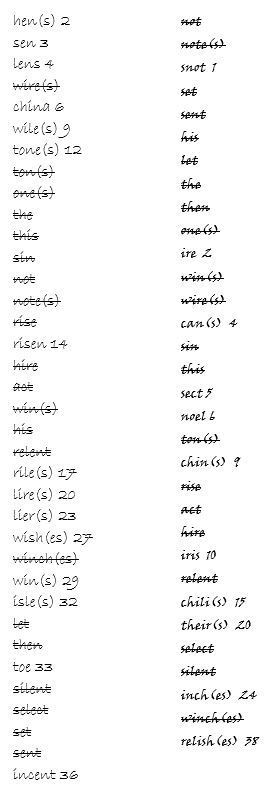 hen(s) 2
sen 3
lens 4
wire(s)
china 6
wile(s) 9
tone(s) 12
ton(s)
one(s)
the
this
sin
not
note(s)
rise
risen 14
hire
act
win(s)
his
relent
rile(s) 17
lire(s) 20
lier(s) 23
wish(es) 27
winch(es)
win(s) 29
isle(s) 32
let
then
toe 33
silent
select
set
sent
incent 36
not
note(s)
snot 1
set
sent
his
let
the
then
one(s)
ire 2
win(s)
wire(s)
can(s) 4
sin
this
sect 5
noel 6
ton(s)
chin(s) 9
rise
act
hire
iris 10
relent
chili(s) 15
their(s) 20
select
silent
inch(es) 24
winch(es)
relish(es) 38